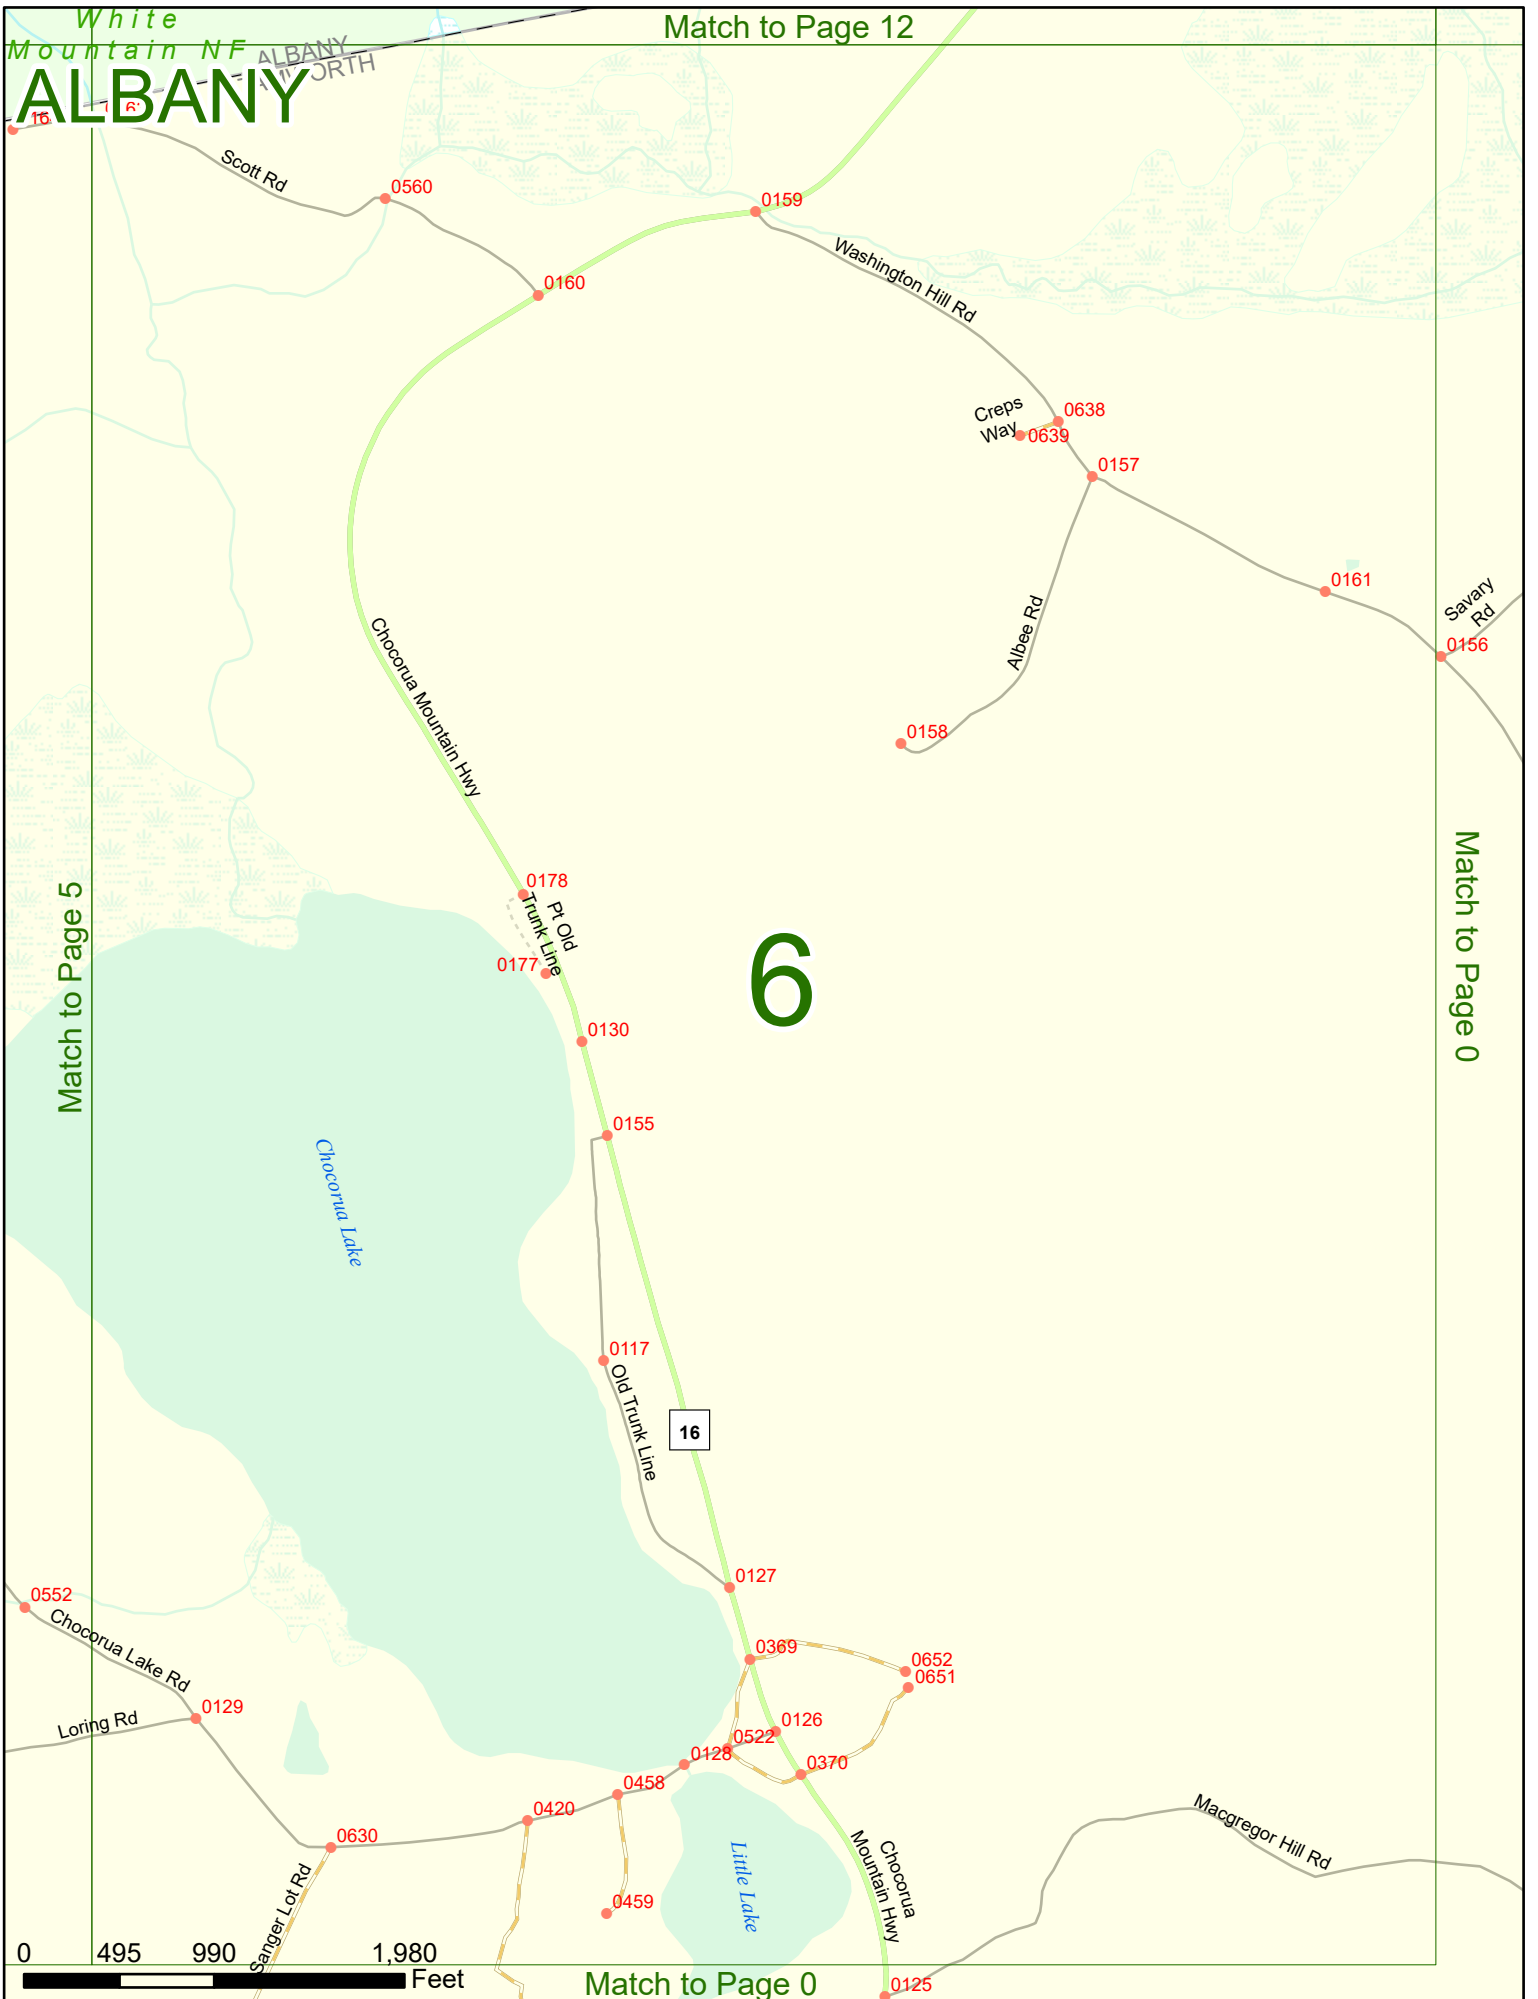 White
Mountain NF
Match to Page 12
ALBANY
ALBANY
Scott Rd
0560
0159
Washington Hill Rd
0160
Creps
Way
0638
0639
0157
Albee Rd
0161
Savary
Rd
0156
0158
Chocorua Mountain Hwy
0178
Pt Old
Trunk Line
0177
6
Match to Page 5
Match to Page 0
0130
0155
Chocorua Lake
0117
Old Trunk Line
16
0127
0552
Chocorua Lake Rd
0369
0652
0651
0129
Loring Rd
0126
0522
0128
0370
0458
0420
0630
Macgregor Hill Rd
Chocorua
Mountain Hwy
Little Lake
0459
Sanger Lot Rd
0 495 990 1,980
Feet
Match to Page 0
0125